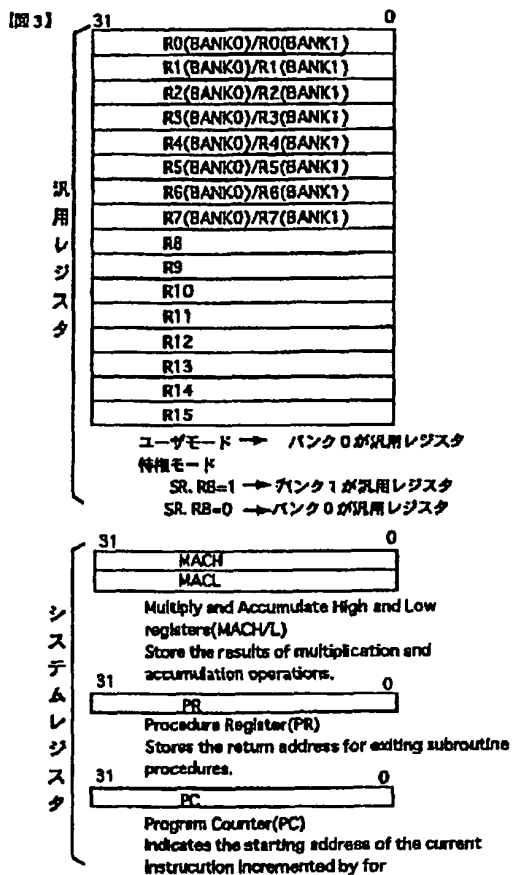 【図3】
31 0
R0(BANK0)/R0(BANK1)
R1(BANK0)/R1(BANK1)
R2(BANK0)/R2(BANK1)
R3(BANK0)/R3(BANK1)
R4(BANK0)/R4(BANK1)
R5(BANK0)/R5(BANK1)
R6(BANK0)/R6(BANK1)
R7(BANK0)/R7(BANK1)
R8
R9
R10
R11
R12
R13
R14
R15
汎用レジスタ
ユーザモード → バンク0が汎用レジスタ
特権モード
SR.RB=1 → バンク1が汎用レジスタ
SR.RB=0 → バンク0が汎用レジスタ
システムレジスタ
31 0
MACH
MACL
Multiply and Accumulate High and Low
registers(MACH/L)
Store the results of multiplication and
accumulation operations.
31 0
PR
Procedure Register(PR)
Stores the return address for exiting subroutine
procedures.
31 0
PC
Program Counter(PC)
Indicates the starting address of the current
instrucution incremented by for